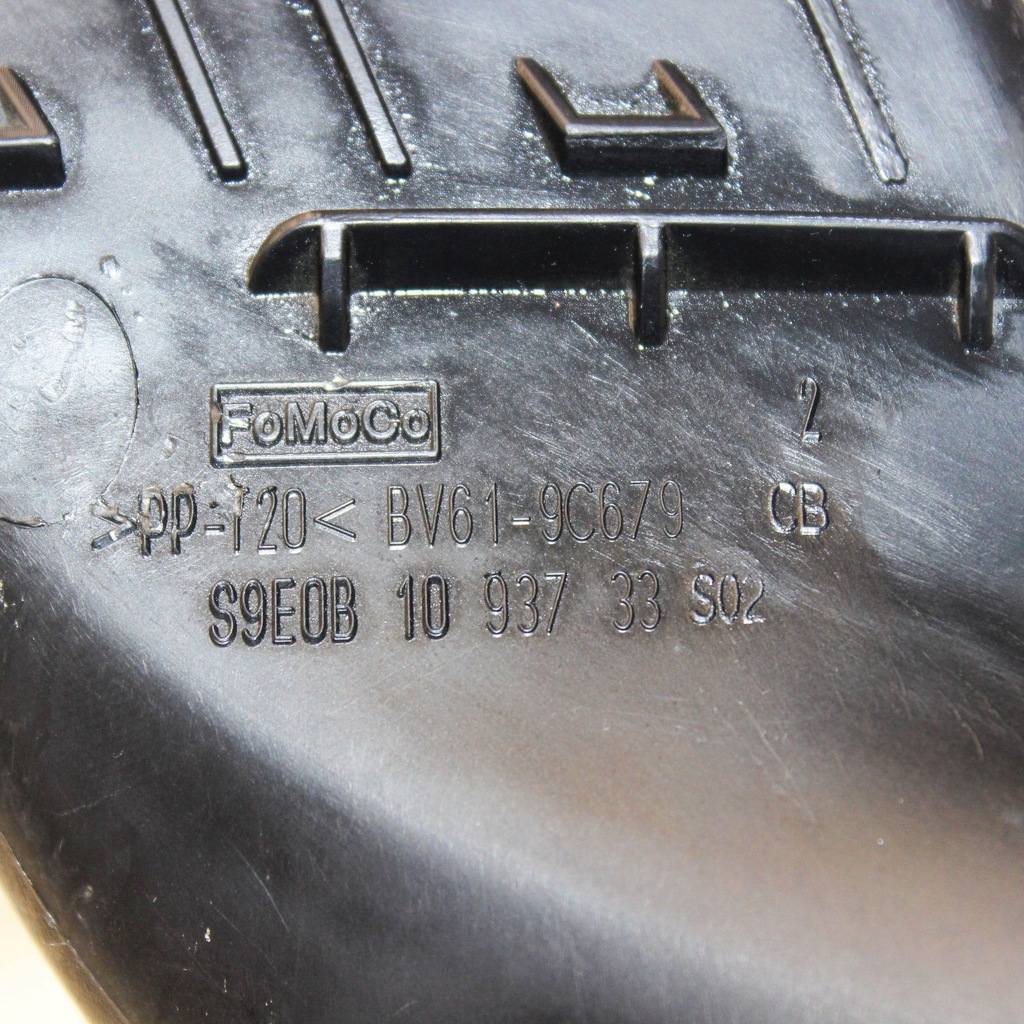 FoMoCo 2
>PP-T20< BV61-9C679 CB
S9E0B 10 937 33 S02